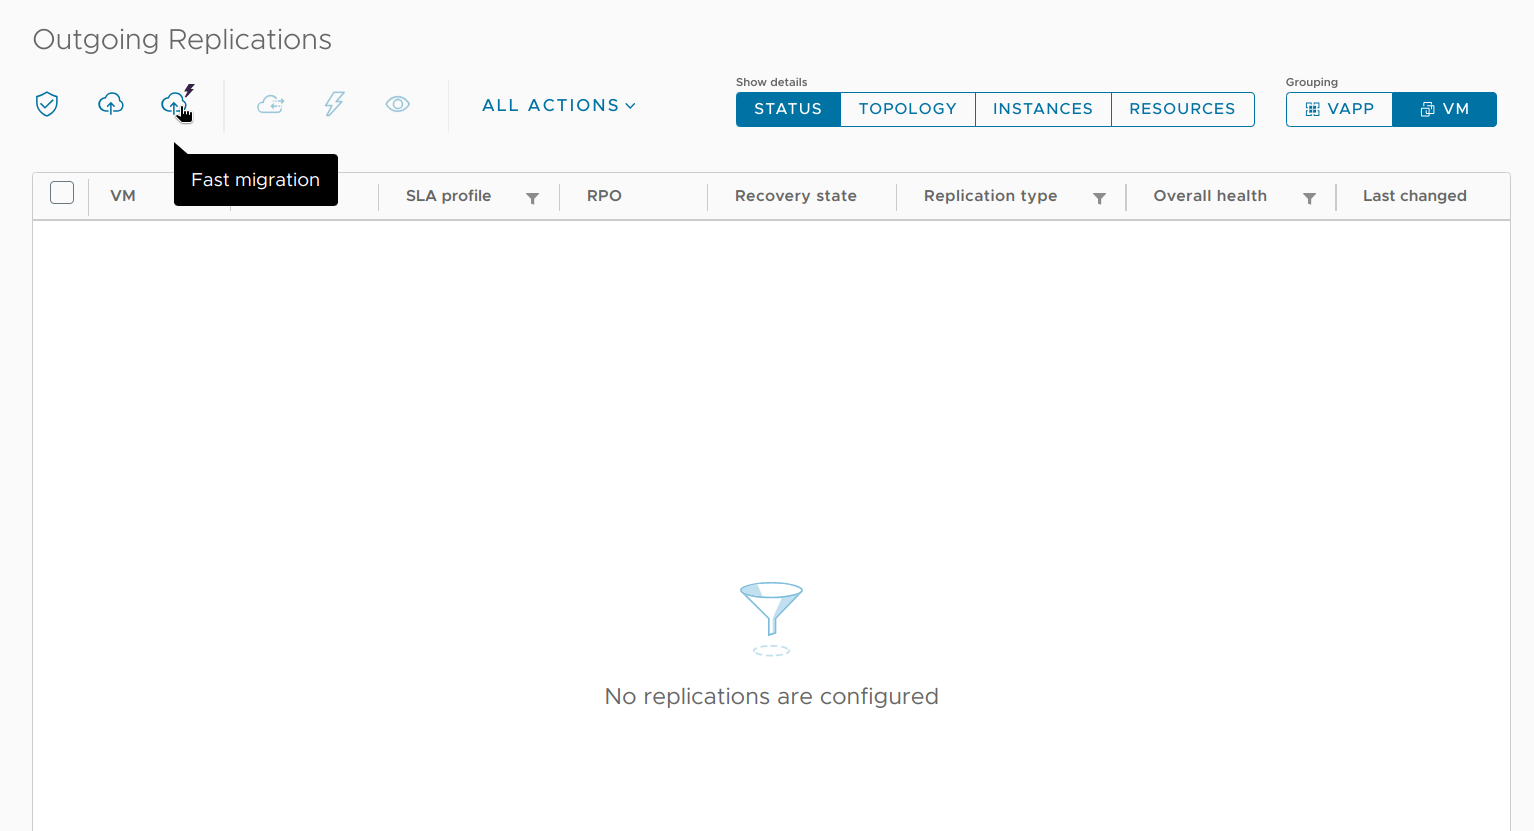 Outgoing Replications
ALL ACTIONS
Show details
STATUS TOPOLOGY INSTANCES RESOURCES
Grouping
VAPP VM
Fast migration
VM SLA profile RPO Recovery state Replication type Overall health Last changed
No replications are configured